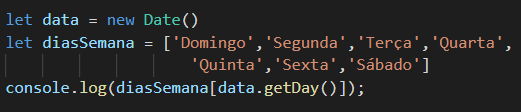 let data = new Date()
let diasSemana = ['Domingo','Segunda','Terça','Quarta',
'Quinta','Sexta','Sábado']
console.log(diasSemana[data.getDay()]);